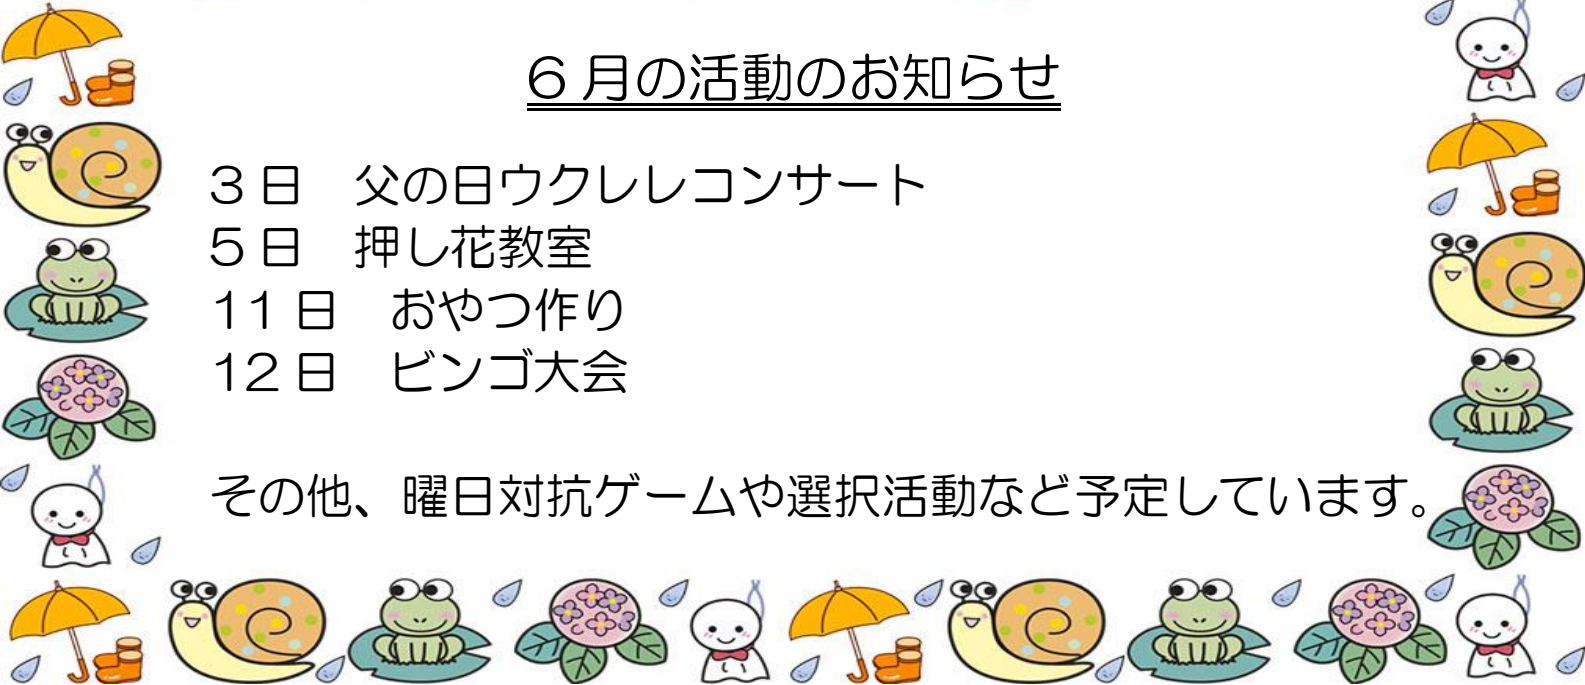 6月の活動のお知らせ
3日　父の日ウクレレコンサート
5日　押し花教室
11日　おやつ作り
12日　ビンゴ大会
その他、曜日対抗ゲームや選択活動など予定しています。